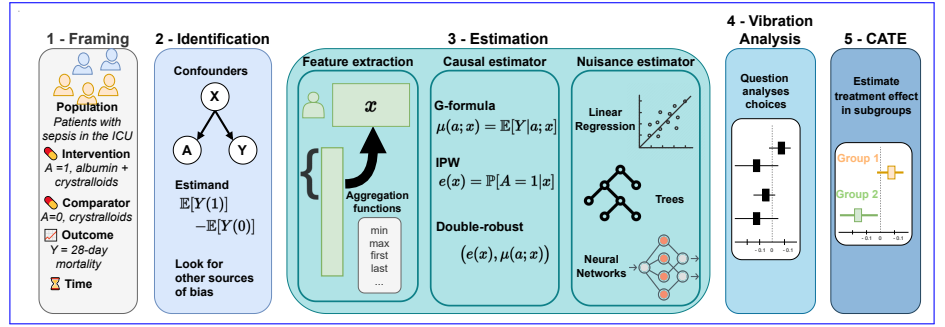 1 - Framing
Population
Patients with
sepsis in the ICU
Intervention
A =1, albumin +
crystalloids
Comparator
A=0, crystalloids
Outcome
Y = 28-day
mortality
Time
2 - Identification
Confounders
X
A
Y
Estimand
𝔼[Y(1)]
−𝔼[Y(0)]
Look for
other sources
of bias
3 - Estimation
Feature extraction
x
{
Aggregation
functions
min
max
first
last
...
Causal estimator
G-formula
μ(a; x) = 𝔼[Y|a; x]
IPW
e(x) = ℙ[A = 1|x]
Double-robust
(e(x), μ(a; x))
Nuisance estimator
Linear
Regression
Trees
Neural
Networks
4 - Vibration
Analysis
Question
analyses
choices
-0.1
0
-0.1
5 - CATE
Estimate
treatment effect
in subgroups
Group 1
Group 2
-0.1
0
-0.1